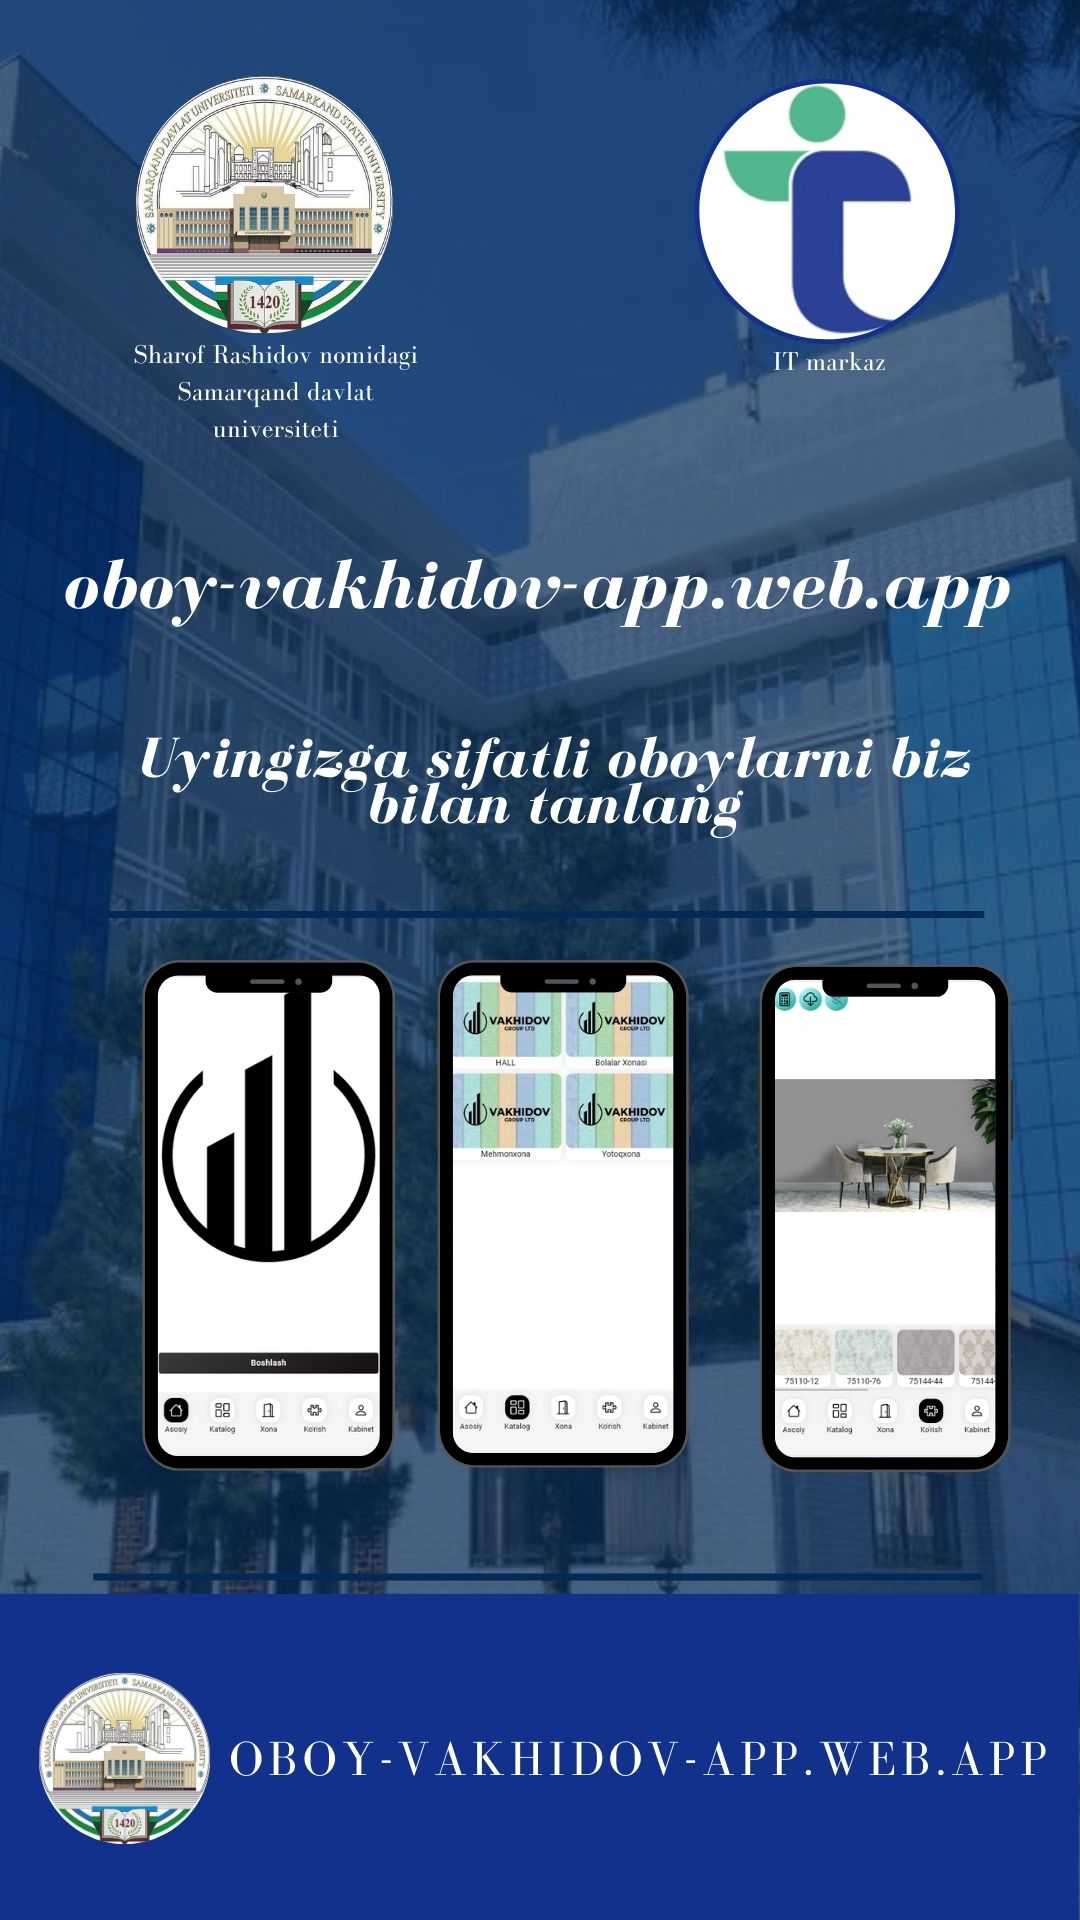 SAMARQAND DAVLAT UNIVERSITETI
SAMARKAND STATE UNIVERSITY
1420
Sharof Rashidov nomidagi
Samarqand davlat
universiteti
IT markaz
oboy-vakhidov-app.web.app
Uyingizga sifatli oboylarni biz
bilan tanlang
Boshlash
Asosiy Katalog Xona Ko'rish Kabinet
VAKHIDOV
GROUP LTD
HALL
VAKHIDOV
GROUP LTD
Bolalar Xonasi
VAKHIDOV
GROUP LTD
Mehmonxona
VAKHIDOV
GROUP LTD
Yotoqxona
Asosiy Katalog Xona Ko'rish Kabinet
75110-12 75110-76 75144-44 75144-
Asosiy Katalog Xona Ko'rish Kabinet
SAMARQAND DAVLAT UNIVERSITETI
SAMARKAND STATE UNIVERSITY
1420
OBOY-VAKHIDOV-APP.WEB.APP